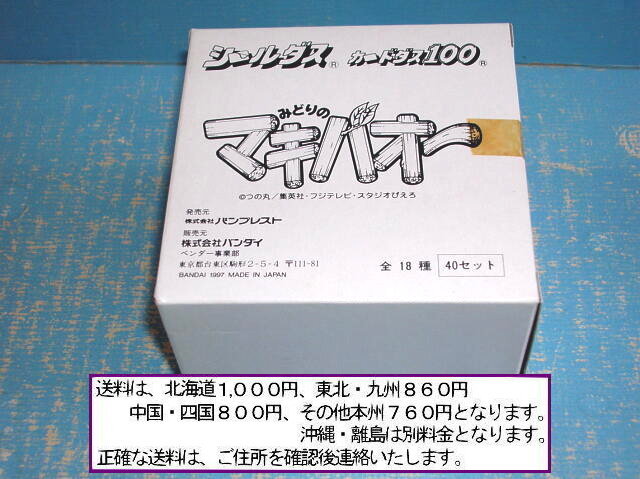 シールダス® カードダス100®
みどりの
マキバオー
©つの丸／集英社・フジテレビ・スタジオぴえろ
発売元
株式会社バンプレスト
販売元
株式会社バンダイ
ベンダー事業部
東京都台東区駒形2-5-4 〒111-81
BANDAI 1997 MADE IN JAPAN
全18種 40セット
送料は、北海道１,０００円、東北・九州８６０円
中国・四国８００円、その他本州７６０円となります。
沖縄・離島は別料金となります。
正確な送料は、ご住所を確認後連絡いたします。